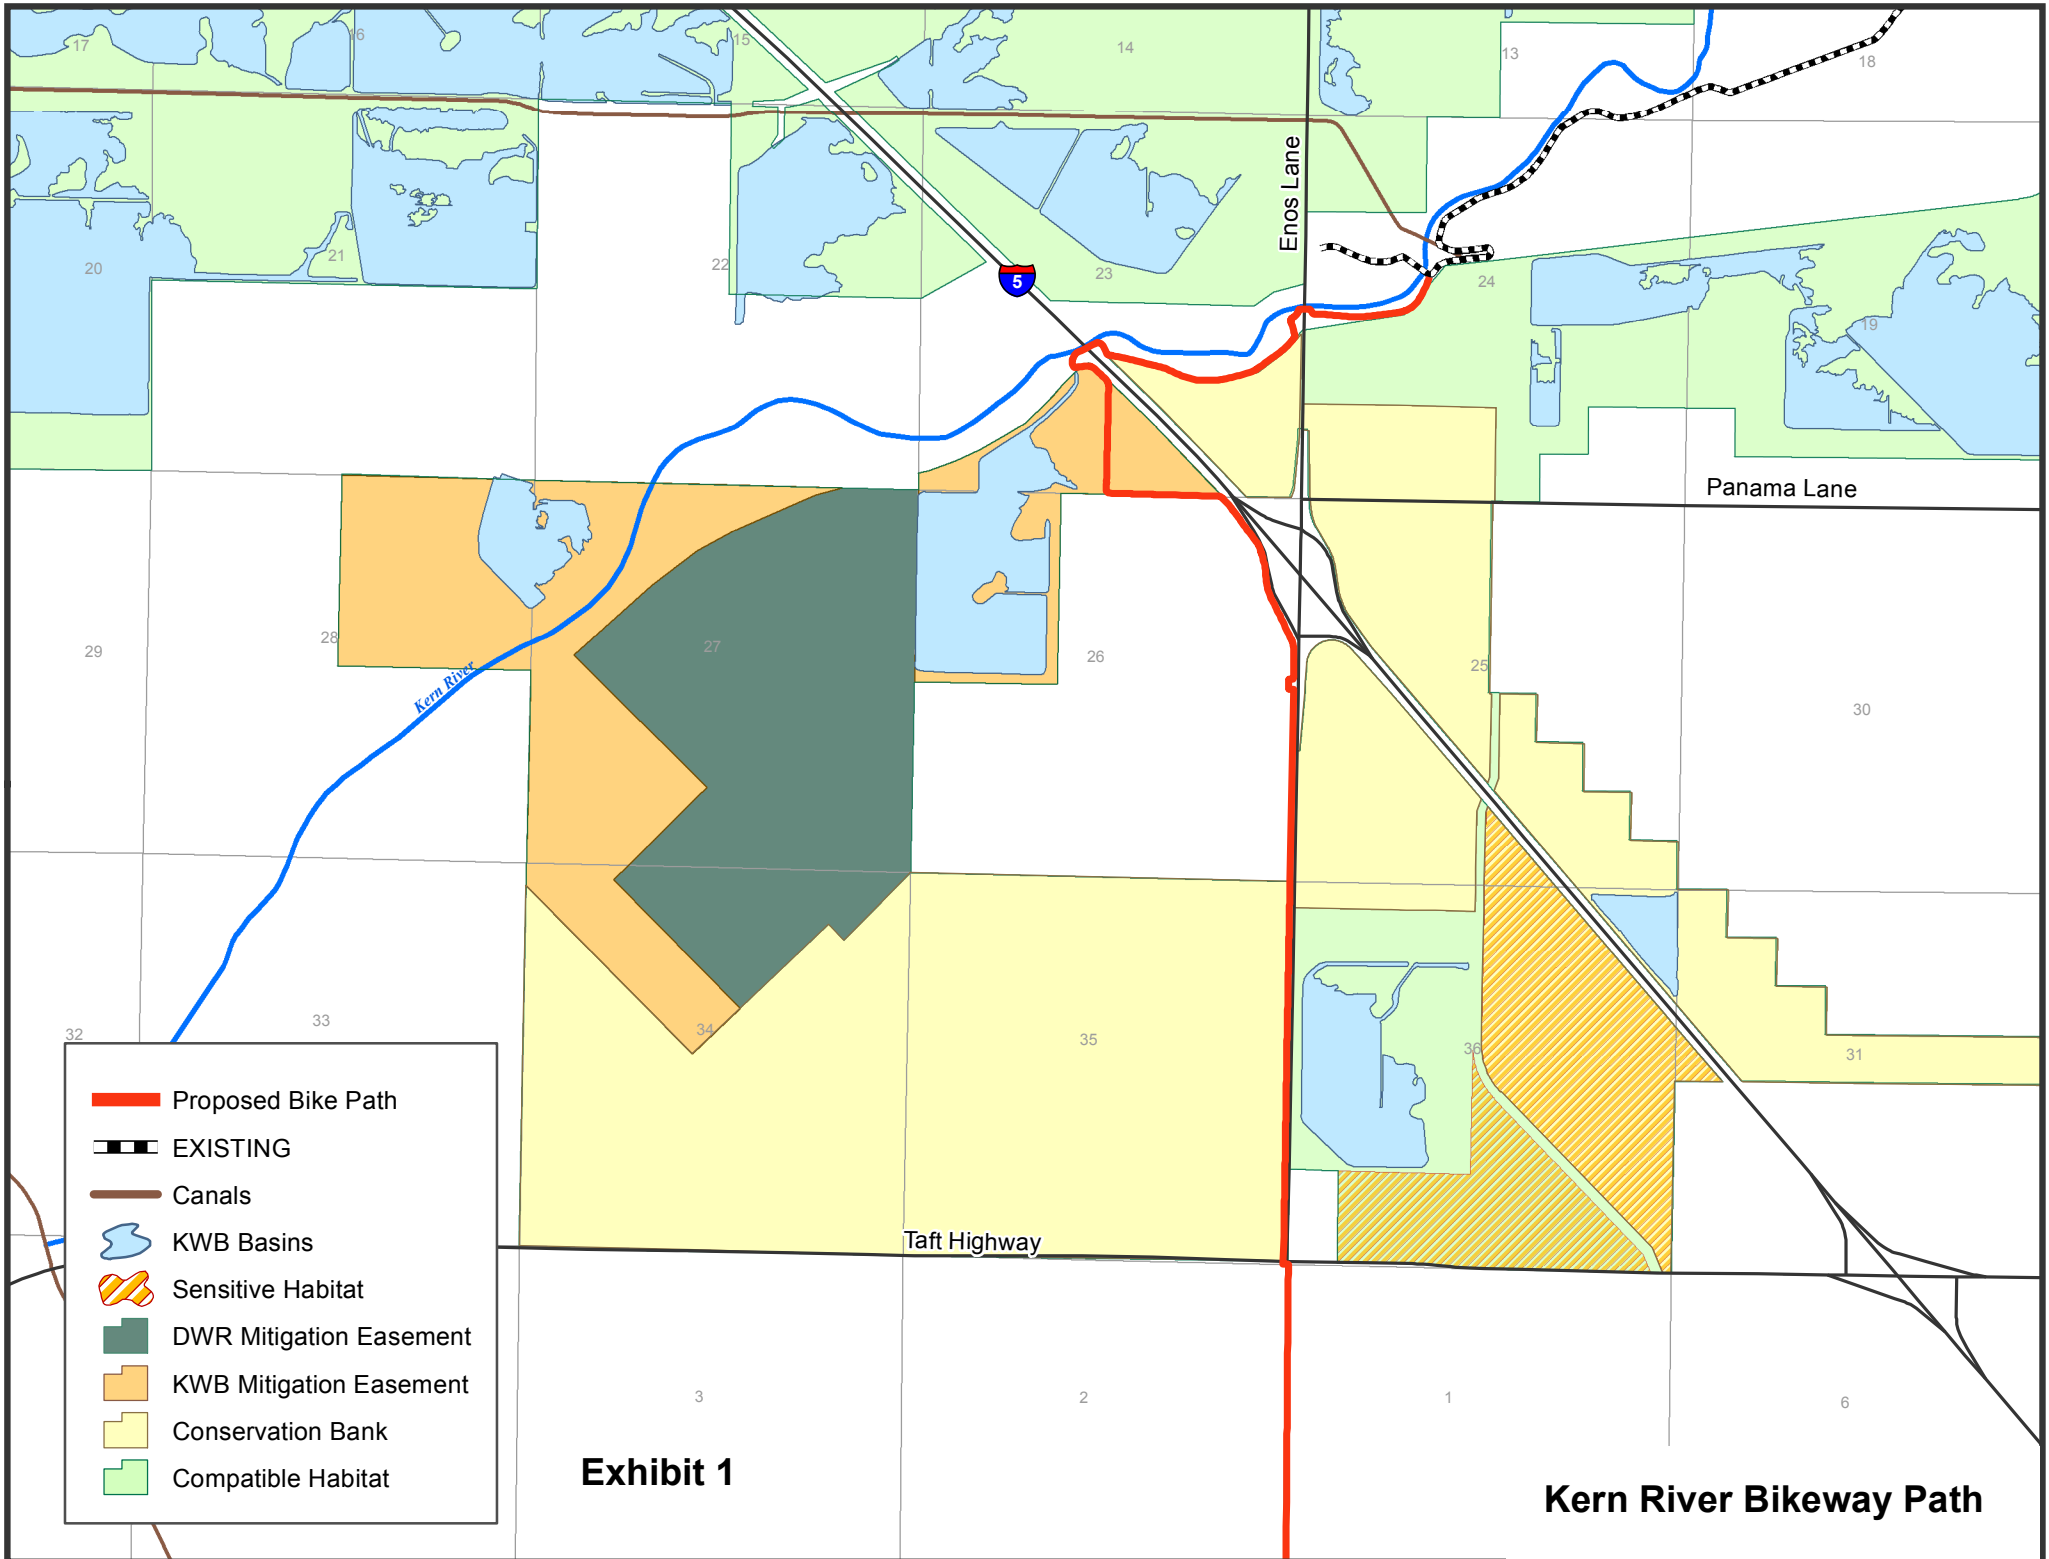 17
16
15
14
13
18
Enos Lane
20
21
22
5
23
24
19
Panama Lane
29
28
27
26
25
30
Kern River
32
33
34
35
36
31
Taft Highway
Proposed Bike Path
EXISTING
Canals
KWB Basins
Sensitive Habitat
DWR Mitigation Easement
KWB Mitigation Easement
Conservation Bank
Compatible Habitat
3
2
1
6
Exhibit 1
Kern River Bikeway Path